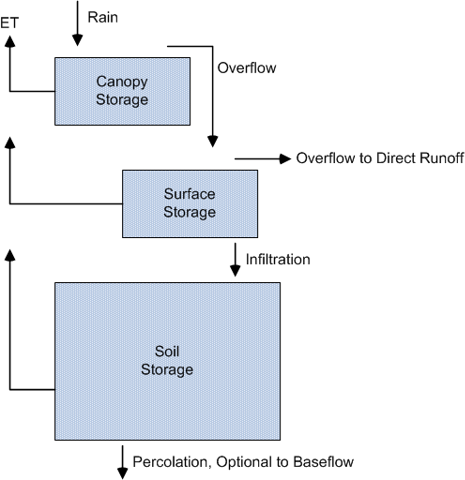 Rain
ET
Overflow
Canopy
Storage
Overflow to Direct Runoff
Surface
Storage
Infiltration
Soil
Storage
Percolation, Optional to Baseflow